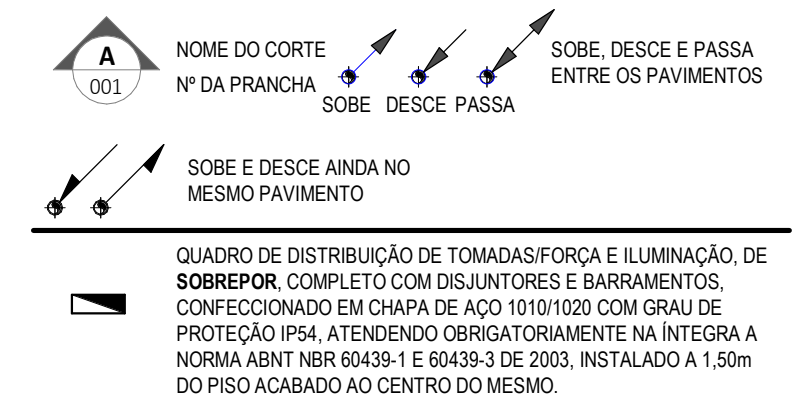 A
001
NOME DO CORTE
Nº DA PRANCHA
SOBE DESCE PASSA
SOBE, DESCE E PASSA
ENTRE OS PAVIMENTOS
SOBE E DESCE AINDA NO
MESMO PAVIMENTO
QUADRO DE DISTRIBUIÇÃO DE TOMADAS/FORÇA E ILUMINAÇÃO, DE
SOBREPOR, COMPLETO COM DISJUNTORES E BARRAMENTOS,
CONFECCIONADO EM CHAPA DE AÇO 1010/1020 COM GRAU DE
PROTEÇÃO IP54, ATENDENDO OBRIGATORIAMENTE NA ÍNTEGRA A
NORMA ABNT NBR 60439-1 E 60439-3 DE 2003, INSTALADO A 1,50m
DO PISO ACABADO AO CENTRO DO MESMO.